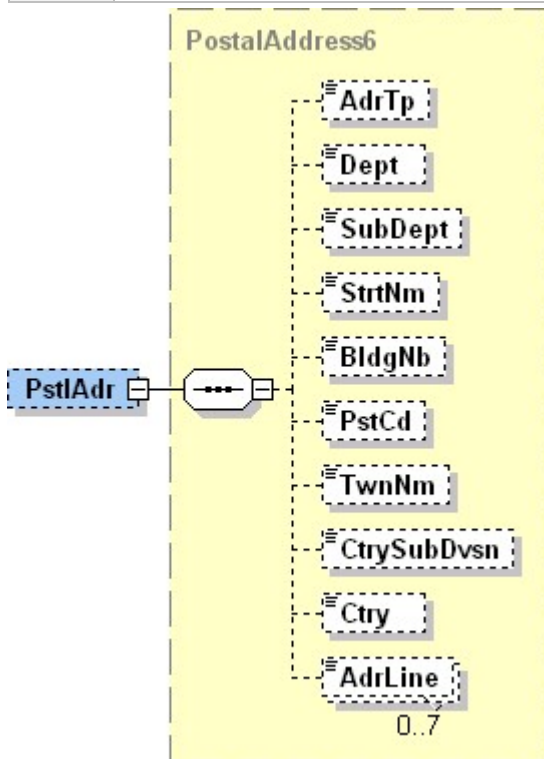 PostalAddress6
AdrTp
Dept
SubDept
StrtNm
BldgNb
PstlAdr
PstCd
TwnNm
CtrySubDvsn
Ctry
AdrLine
0..7